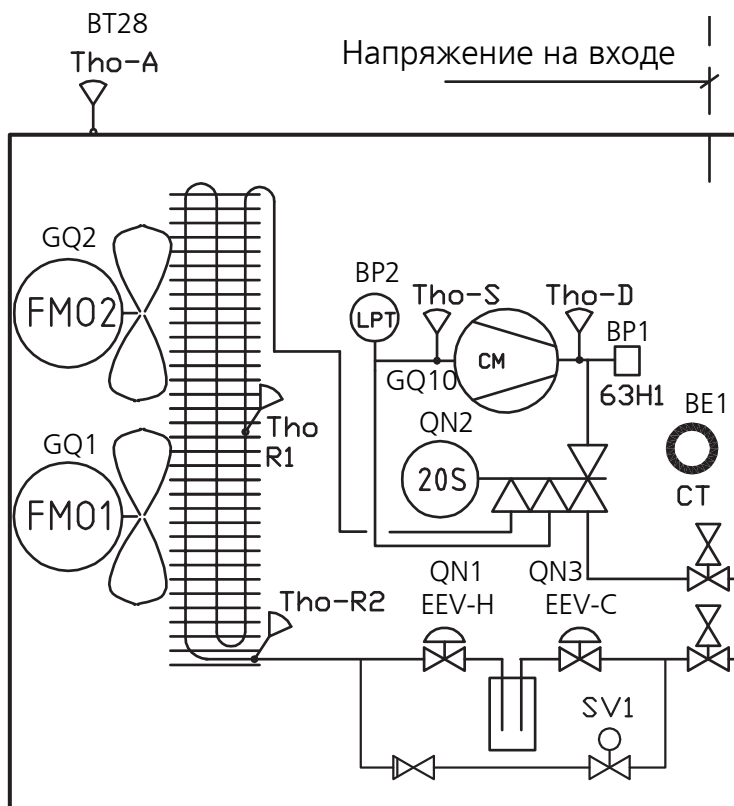 BT28
Tho-A
Напряжение на входе
GQ2
FM02
BP2
LPT
Tho-S
Tho-D
BP1
63H1
CM
GQ10
Tho
R1
QN2
20S
BE1
CT
GQ1
FM01
QN1
EEV-H
QN3
EEV-C
Tho-R2
SV1